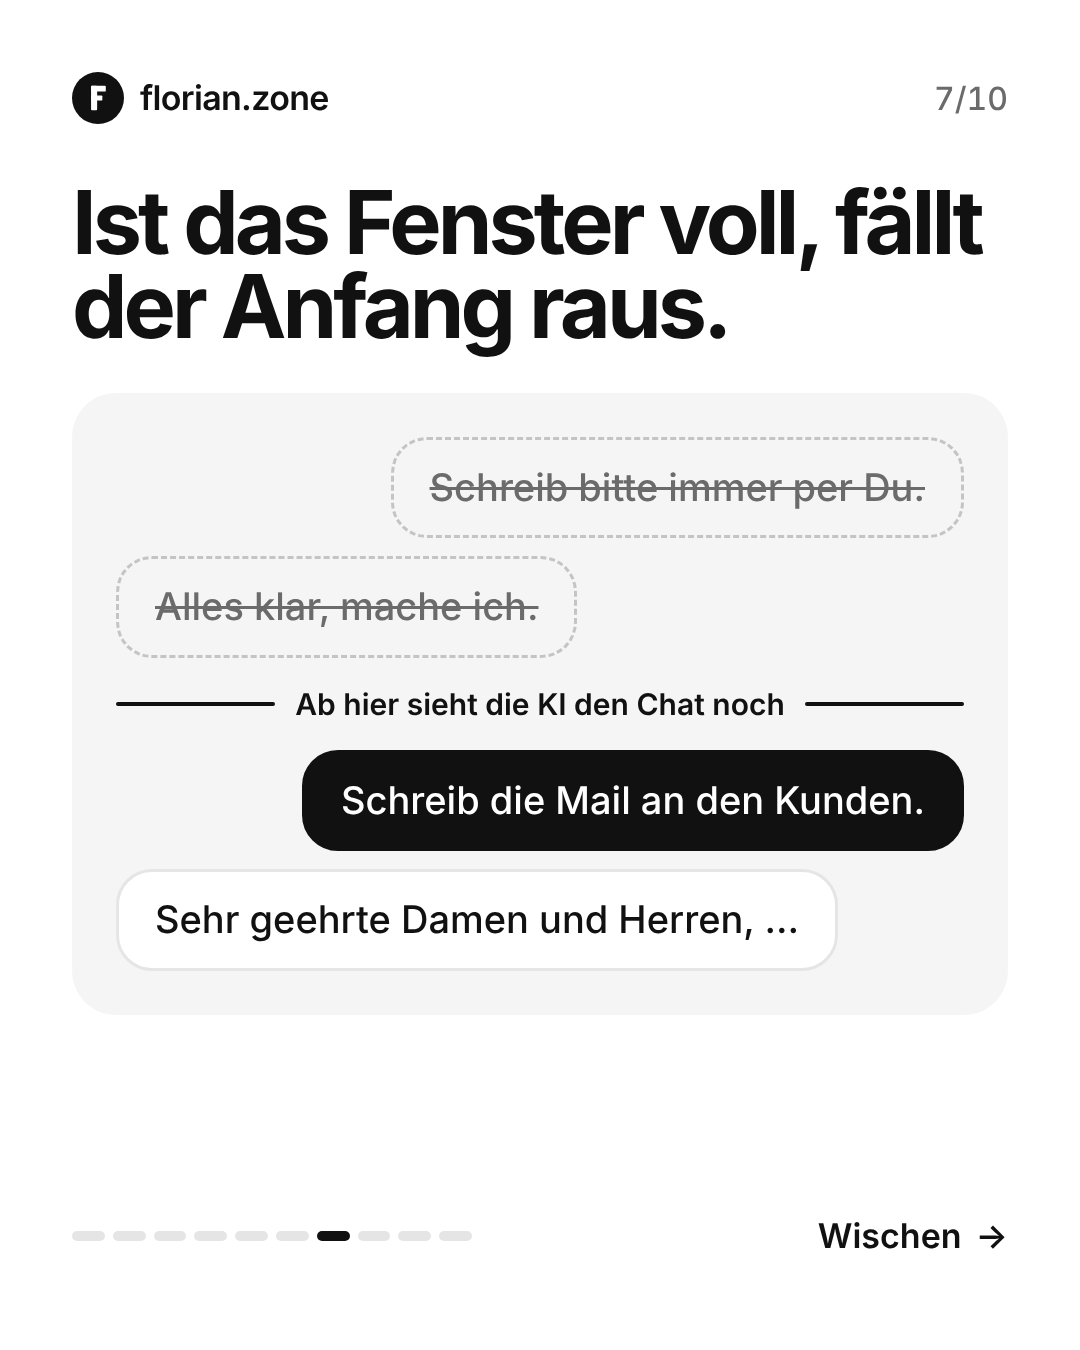 F florian.zone
7/10
Ist das Fenster voll, fällt
der Anfang raus.
Schreib bitte immer per Du.
Alles klar, mache ich.
Ab hier sieht die KI den Chat noch
Schreib die Mail an den Kunden.
Sehr geehrte Damen und Herren, ...
Wischen →